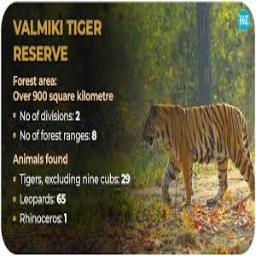 VALMIKI TIGER
RESERVE
Forest area:
Over 900 square kilometre
No of divisions: 2
No of forest ranges: 8
Animals found
Tigers, excluding nine cubs: 29
Leopards: 65
Rhinoceros: 1